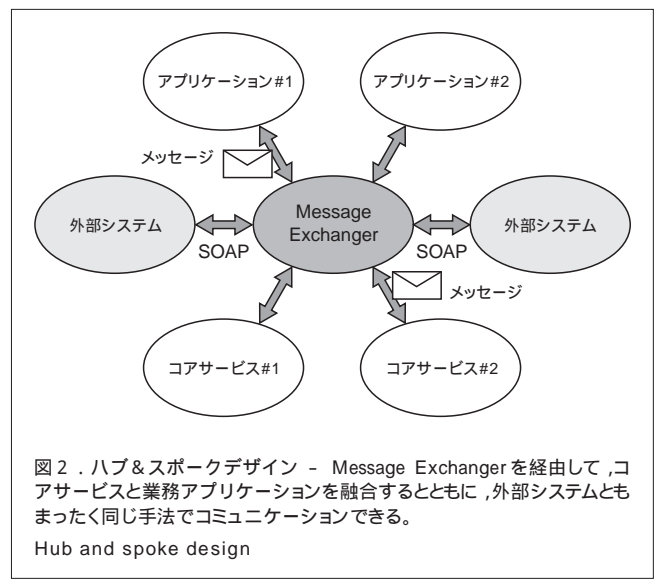 アプリケーション#1
アプリケーション#2
メッセージ
外部システム
SOAP
Message
Exchanger
SOAP
外部システム
メッセージ
コアサービス#1
コアサービス#2
図2．ハブ&スポークデザイン － Message Exchangerを経由して,コ
アサービスと業務アプリケーションを融合するとともに,外部システムとも
まったく同じ手法でコミュニケーションできる。
Hub and spoke design